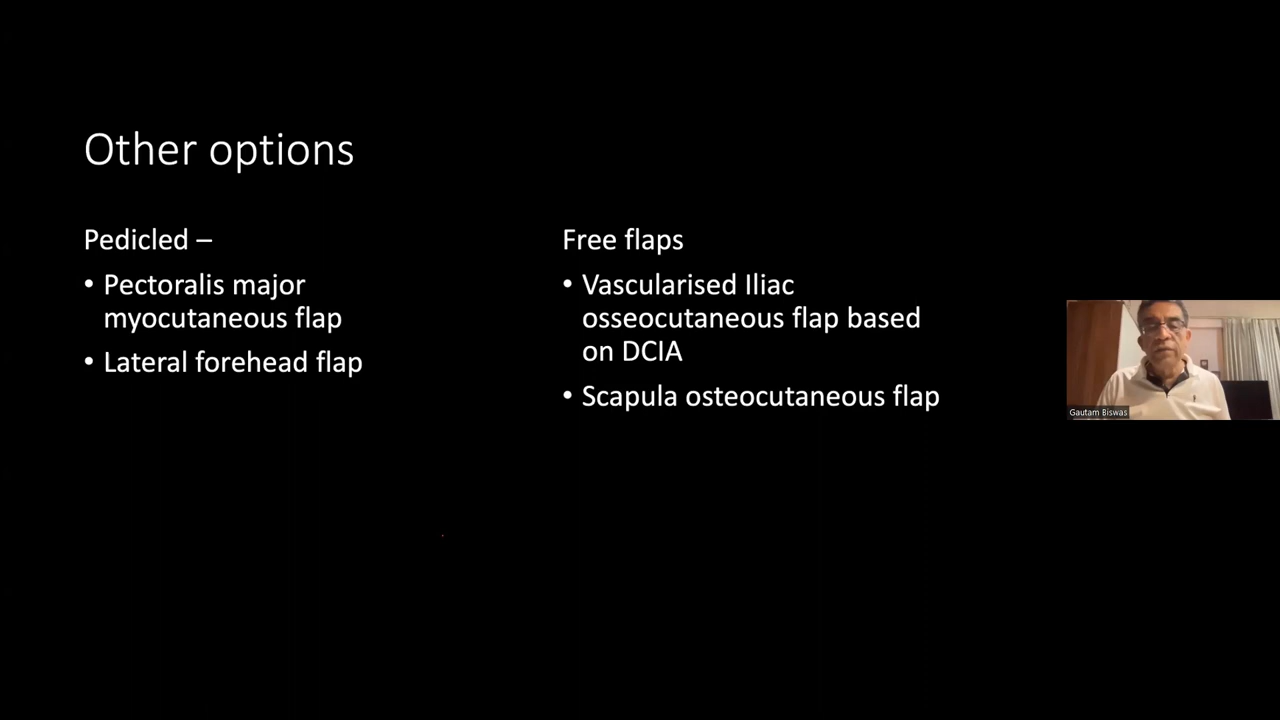 Other options
Pedicled –
• Pectoralis major
myocutaneous flap
• Lateral forehead flap
Free flaps
• Vascularised Iliac
osseocutaneous flap based
on DCIA
• Scapula osteocutaneous flap
Gautam Biswas